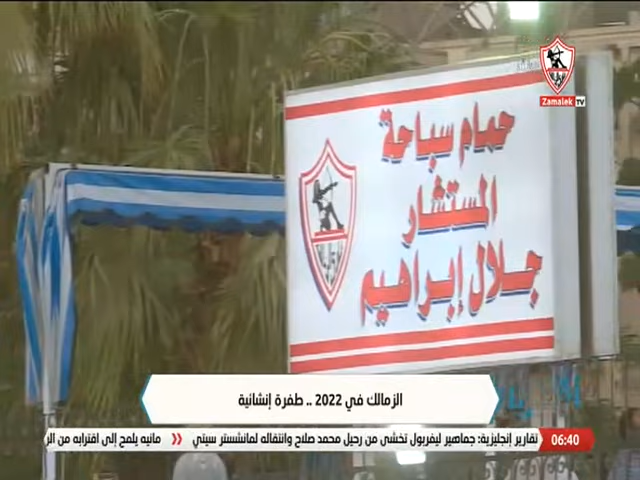 Zamalek TV
حمام سباحة
المستشار
جلال إبراهيم
الزمالك في 2022 .. طفرة إنشائية
تقارير إنجليزية: جماهير ليفربول تخشى من رحيل محمد صلاح وانتقاله لمانشستر سيتي
مانيه يلمح إلى اقترابه من
06:40